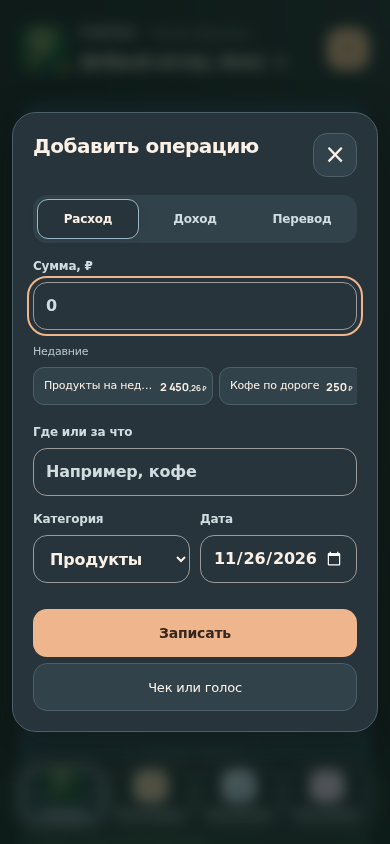 Добавить операцию
Расход Доход Перевод
Сумма, ₽
0
Недавние
Продукты на нед... 2 450,26 ₽ Кофе по дороге 250 ₽
Где или за что
Например, кофе
Категория Дата
Продукты 11/26/2026
Записать
Чек или голос